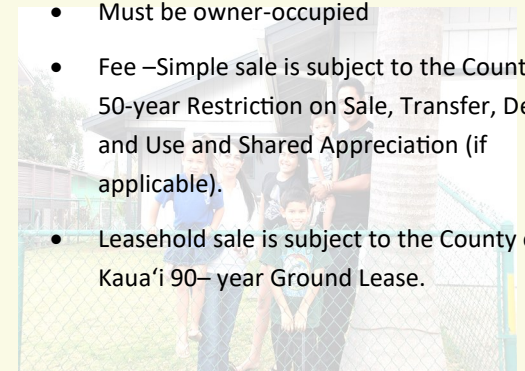 • Must be owner-occupied
• Fee –Simple sale is subject to the Count
50-year Restriction on Sale, Transfer, De
and Use and Shared Appreciation (if
applicable).
• Leasehold sale is subject to the County
Kauaʻi 90– year Ground Lease.